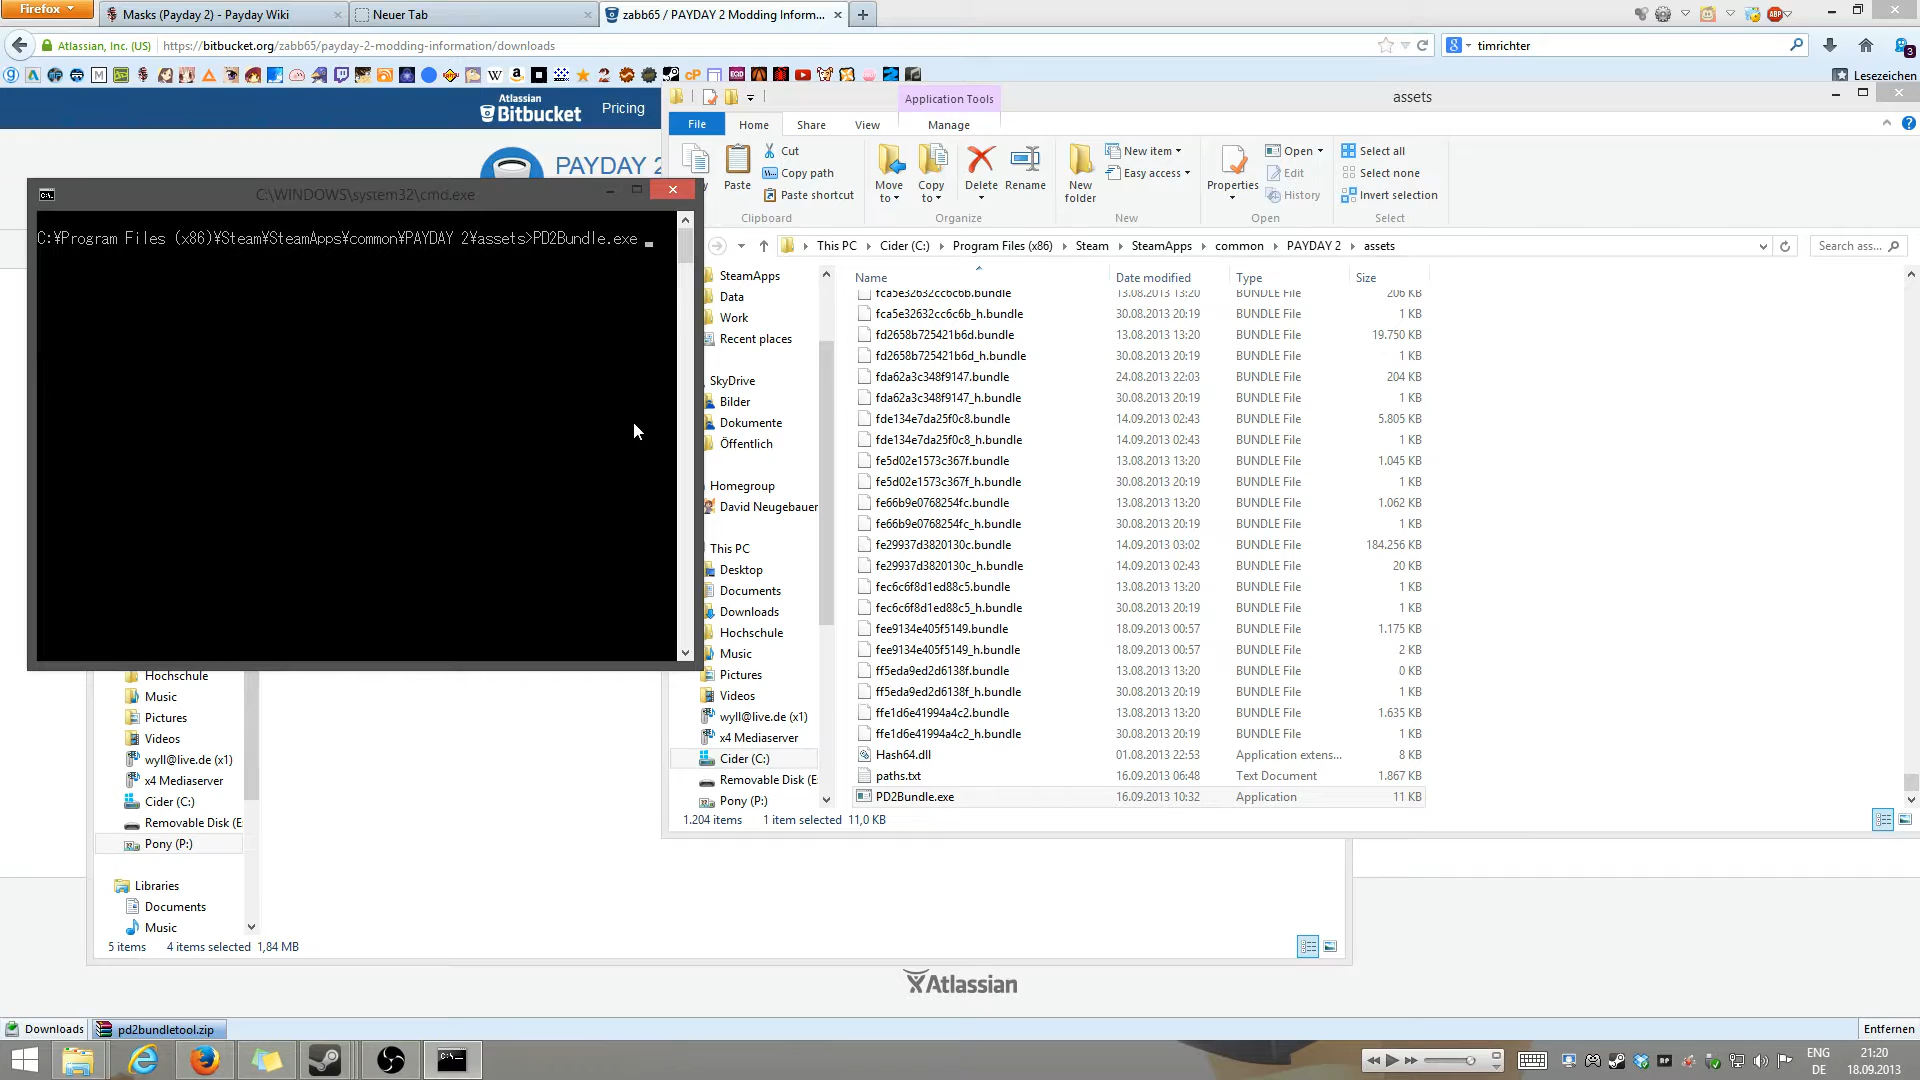 Firefox
Masks (Payday 2) - Payday Wiki
Neuer Tab
zabb65 / PAYDAY 2 Modding Inform...
Atlassian, Inc. (US)
https://bitbucket.org/zabb65/payday-2-modding-information/downloads
timrichter
Lesezeichen
Atlassian
Bitbucket
Pricing
PAYDAY 2
Application Tools
assets
File
Home
Share
View
Manage
Paste
Cut
Copy path
Paste shortcut
Clipboard
Move to
Copy to
Delete
Rename
Organize
New folder
New item
Easy access
New
Properties
Open
Edit
History
Open
Select all
Select none
Invert selection
Select
This PC
Cider (C:)
Program Files (x86)
Steam
SteamApps
common
PAYDAY 2
assets
Search ass...
C:\WINDOWS\system32\cmd.exe
C:¥Program Files (x86)¥Steam¥SteamApps¥common¥PAYDAY 2¥assets>PD2Bundle.exe
SteamApps
Data
Work
Recent places
SkyDrive
Bilder
Dokumente
Öffentlich
Homegroup
David Neugebauer
This PC
Desktop
Documents
Downloads
Hochschule
Music
Pictures
Videos
wyll@live.de (x1)
x4 Mediaserver
Cider (C:)
Removable Disk (E
Pony (P:)
Name Date modified Type Size
fca5e32632cc6c6b.bundle 13.08.2013 13:20 BUNDLE File 206 KB
fca5e32632cc6c6b_h.bundle 30.08.2013 20:19 BUNDLE File 1 KB
fd2658b725421b6d.bundle 13.08.2013 13:20 BUNDLE File 19.750 KB
fd2658b725421b6d_h.bundle 30.08.2013 20:19 BUNDLE File 1 KB
fda62a3c348f9147.bundle 24.08.2013 22:03 BUNDLE File 204 KB
fda62a3c348f9147_h.bundle 30.08.2013 20:19 BUNDLE File 1 KB
fde134e7da25f0c8.bundle 14.09.2013 02:43 BUNDLE File 5.805 KB
fde134e7da25f0c8_h.bundle 14.09.2013 02:43 BUNDLE File 1 KB
fe5d02e1573c367f.bundle 13.08.2013 13:20 BUNDLE File 1.045 KB
fe5d02e1573c367f_h.bundle 30.08.2013 20:19 BUNDLE File 1 KB
fe66b9e0768254fc.bundle 13.08.2013 13:20 BUNDLE File 1.062 KB
fe66b9e0768254fc_h.bundle 30.08.2013 20:19 BUNDLE File 1 KB
fe29937d3820130c.bundle 14.09.2013 03:02 BUNDLE File 184.256 KB
fe29937d3820130c_h.bundle 14.09.2013 02:43 BUNDLE File 20 KB
fec6c6f8d1ed88c5.bundle 13.08.2013 13:20 BUNDLE File 1 KB
fec6c6f8d1ed88c5_h.bundle 30.08.2013 20:19 BUNDLE File 1 KB
fee9134e405f5149.bundle 18.09.2013 00:57 BUNDLE File 1.175 KB
fee9134e405f5149_h.bundle 18.09.2013 00:57 BUNDLE File 2 KB
ff5eda9ed2d6138f.bundle 13.08.2013 13:20 BUNDLE File 0 KB
ff5eda9ed2d6138f_h.bundle 30.08.2013 20:19 BUNDLE File 1 KB
ffe1d6e41994a4c2.bundle 13.08.2013 13:20 BUNDLE File 1.635 KB
ffe1d6e41994a4c2_h.bundle 30.08.2013 20:19 BUNDLE File 1 KB
Hash64.dll 01.08.2013 22:53 Application extens... 8 KB
paths.txt 16.09.2013 06:48 Text Document 1.867 KB
PD2Bundle.exe 16.09.2013 10:32 Application 11 KB
1.204 items 1 item selected 11,0 KB
Hochschule
Music
Pictures
Videos
wyll@live.de (x1)
x4 Mediaserver
Cider (C:)
Removable Disk (E
Pony (P:)
Libraries
Documents
Music
5 items 4 items selected 1,84 MB
Atlassian
Downloads
pd2bundletool.zip
Entfernen
ENG
DE
21:20
18.09.2013